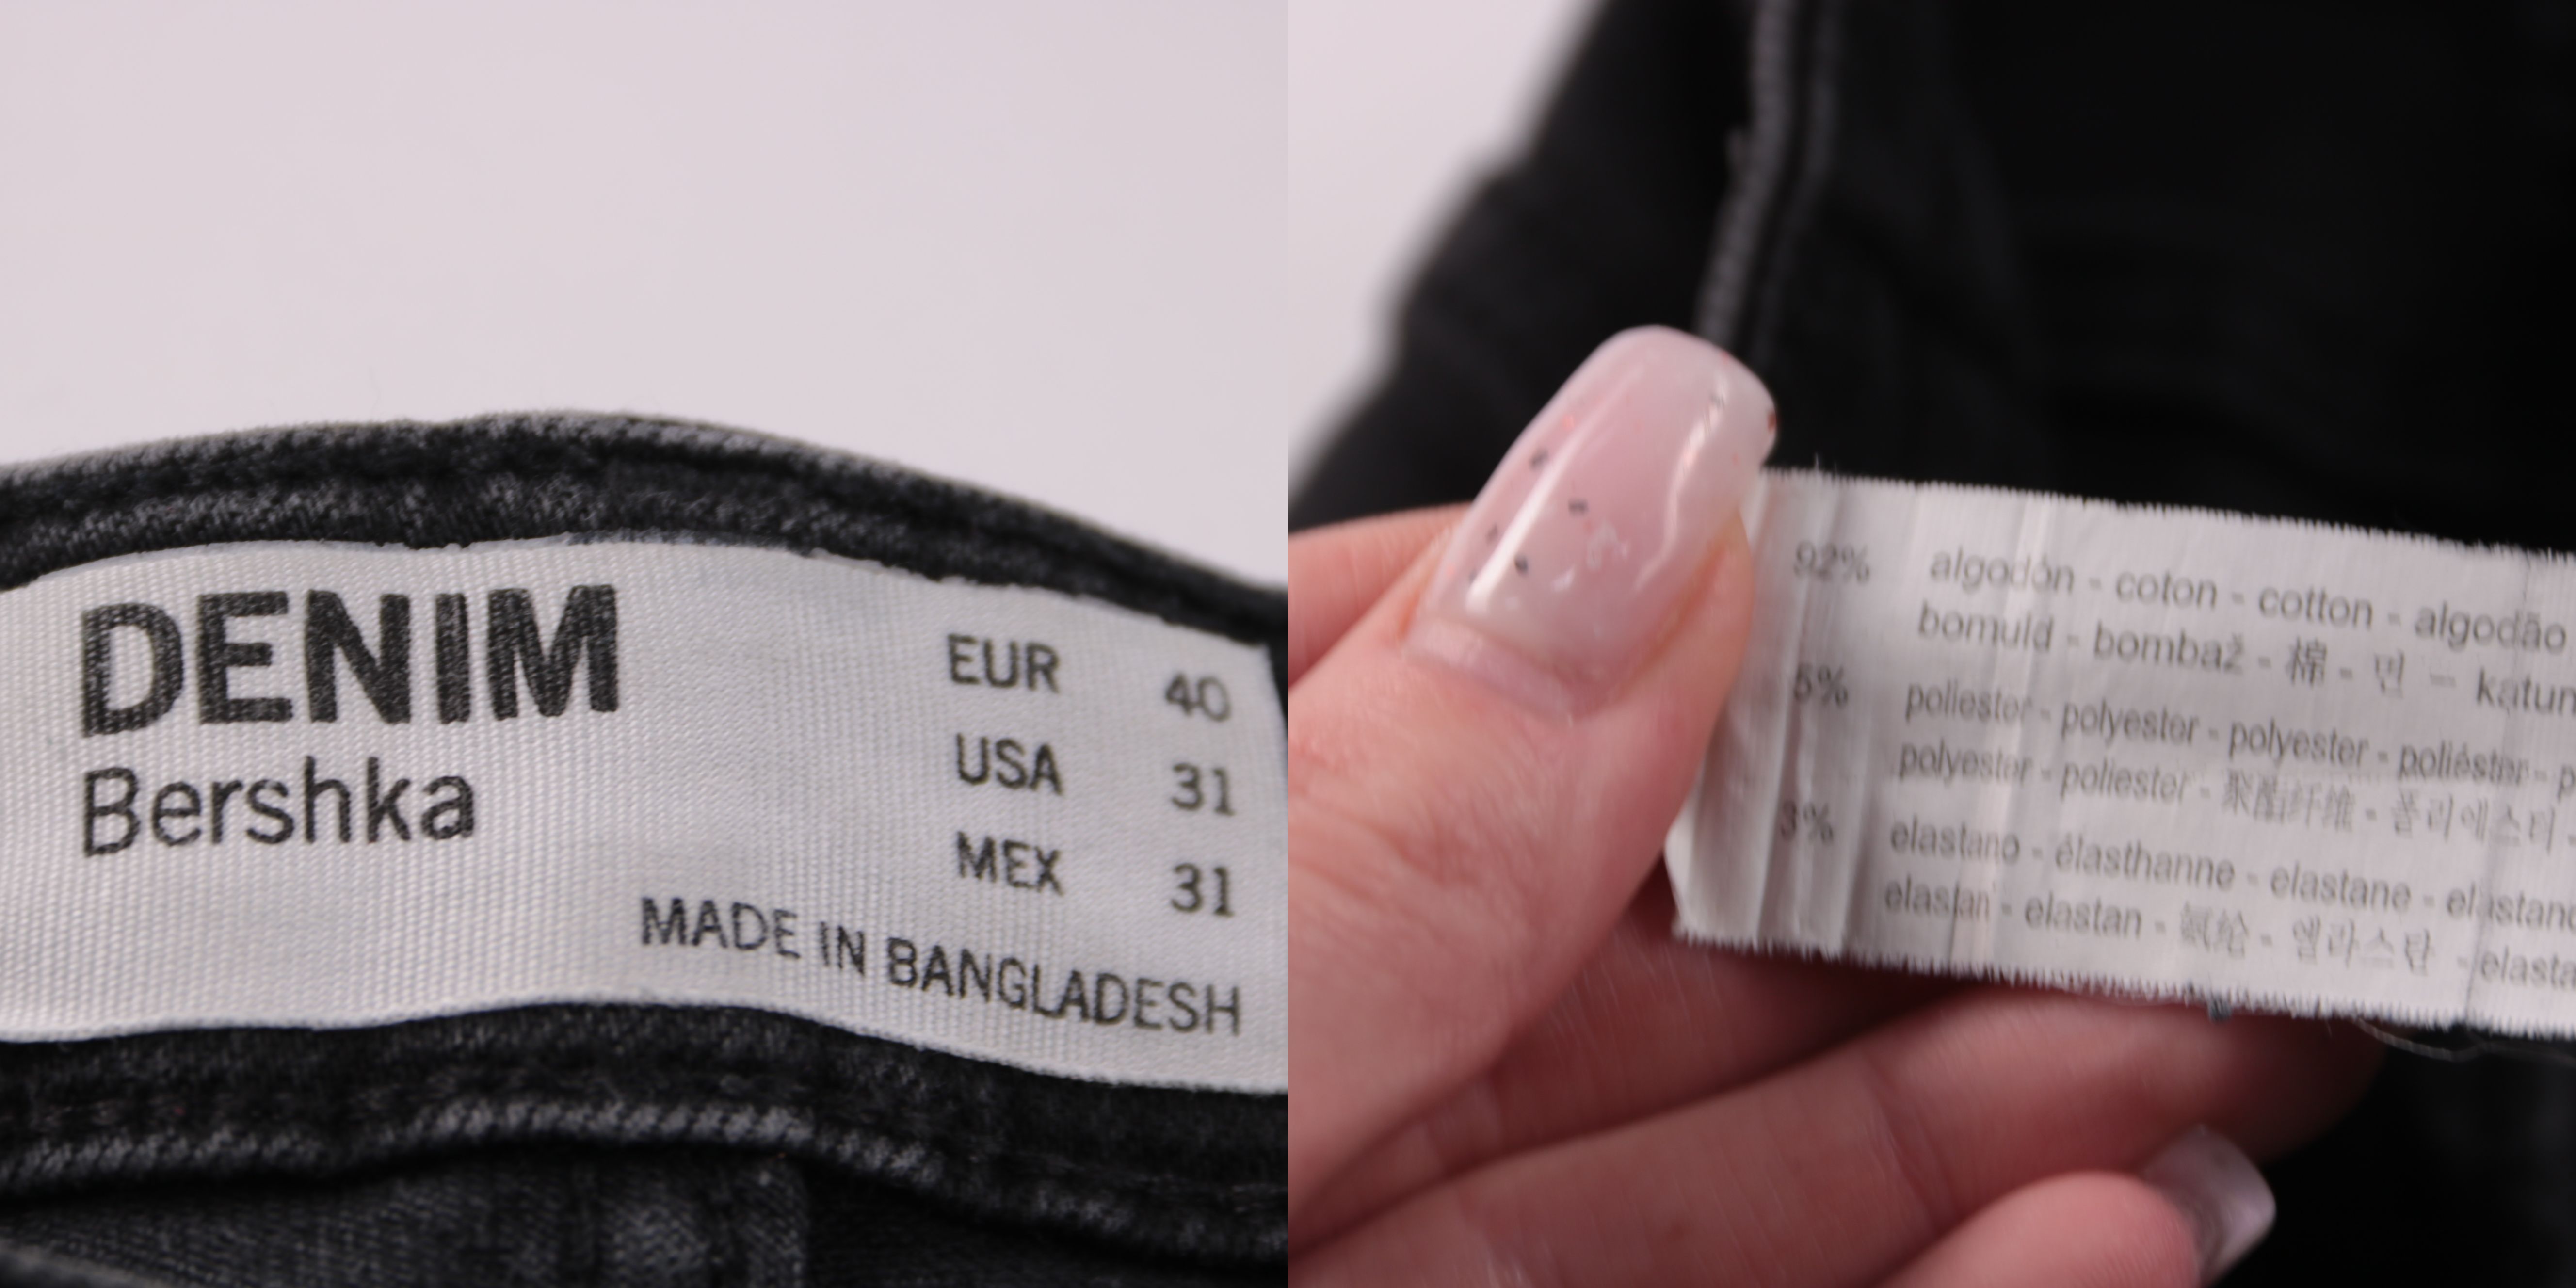 DENIM
Bershka
EUR 40
USA 31
MEX 31
MADE IN BANGLADESH
92% algodón - coton - cotton - algodão
bomuld - bombaž - 棉 - 면 - katun
5% poliester - polyester - polyester - poliéster -
polyester - poliester - 聚酯纤维 - 폴리에스터 -
3% elastano - élasthanne - elastane - elastano
elastan - elastan - 氨纶 - 엘라스탄 -